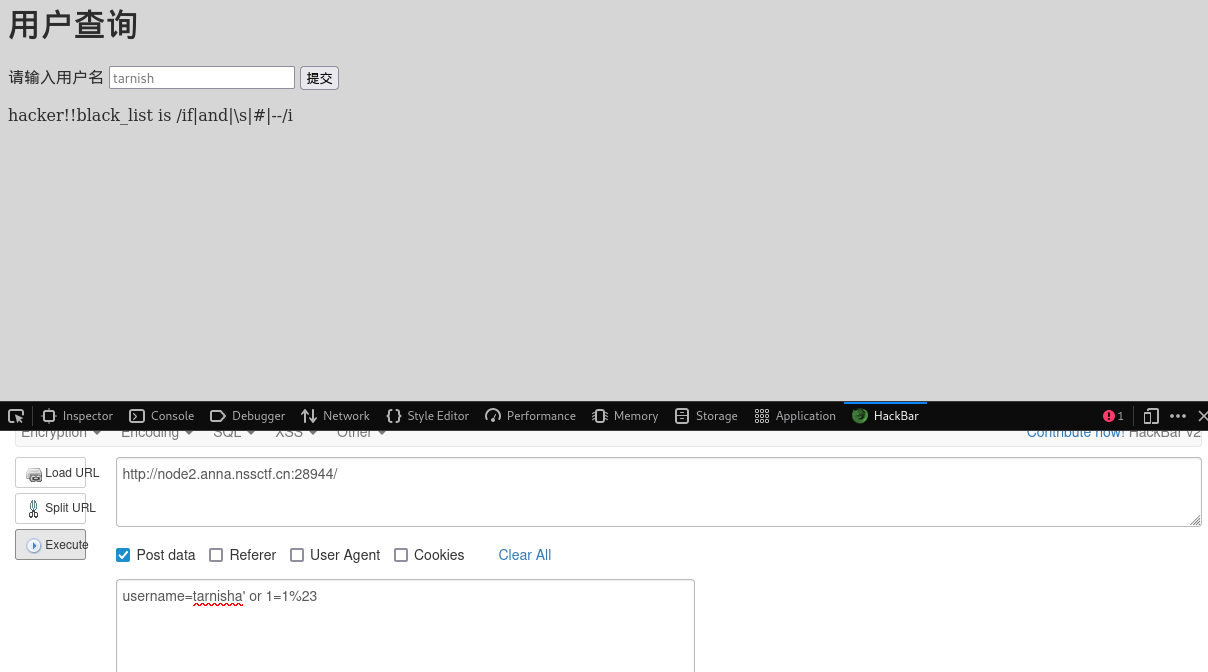 用户查询
请输入用户名 tarnish 提交
hacker!!black_list is /if|and|\s|#|--/i
Inspector Console Debugger Network Style Editor Performance Memory Storage Application HackBar 1
Encryption Encoding SQL XSS Other Contribute now! HackBar v2
Load URL http://node2.anna.nssctf.cn:28944/
Split URL
Execute
Post data Referer User Agent Cookies Clear All
username=tarnisha' or 1=1%23